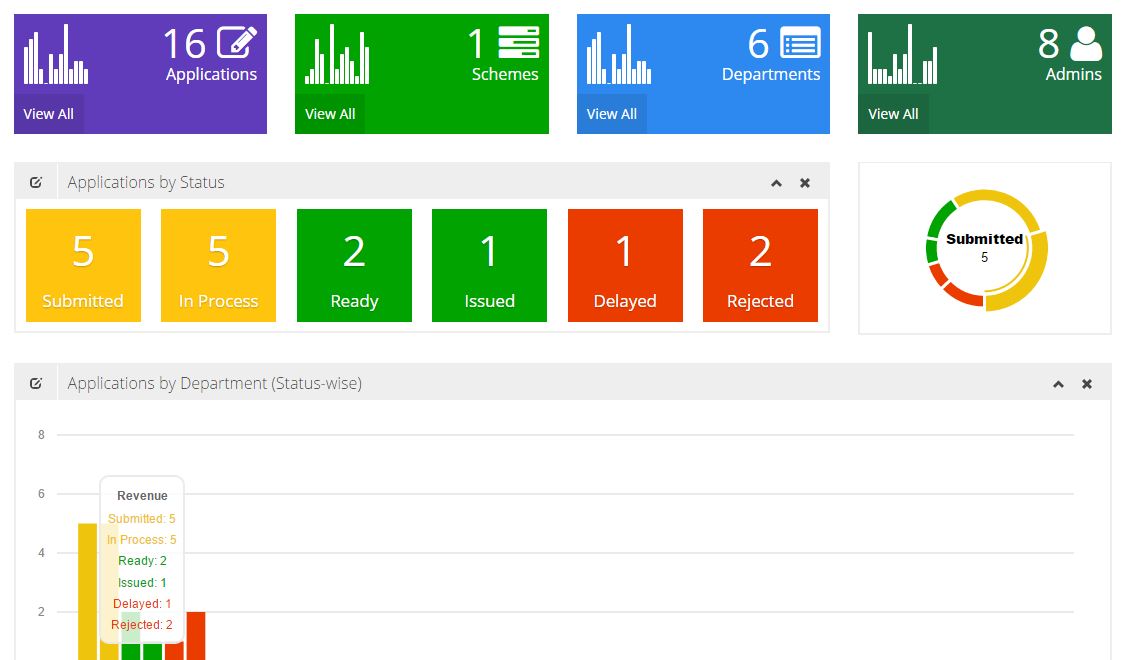 16
Applications
View All
1
Schemes
View All
6
Departments
View All
8
Admins
View All
Applications by Status
5
Submitted
5
In Process
2
Ready
1
Issued
1
Delayed
2
Rejected
Submitted
5
Applications by Department (Status-wise)
8
6
4
2
Revenue
Submitted: 5
In Process: 5
Ready: 2
Issued: 1
Delayed: 1
Rejected: 2